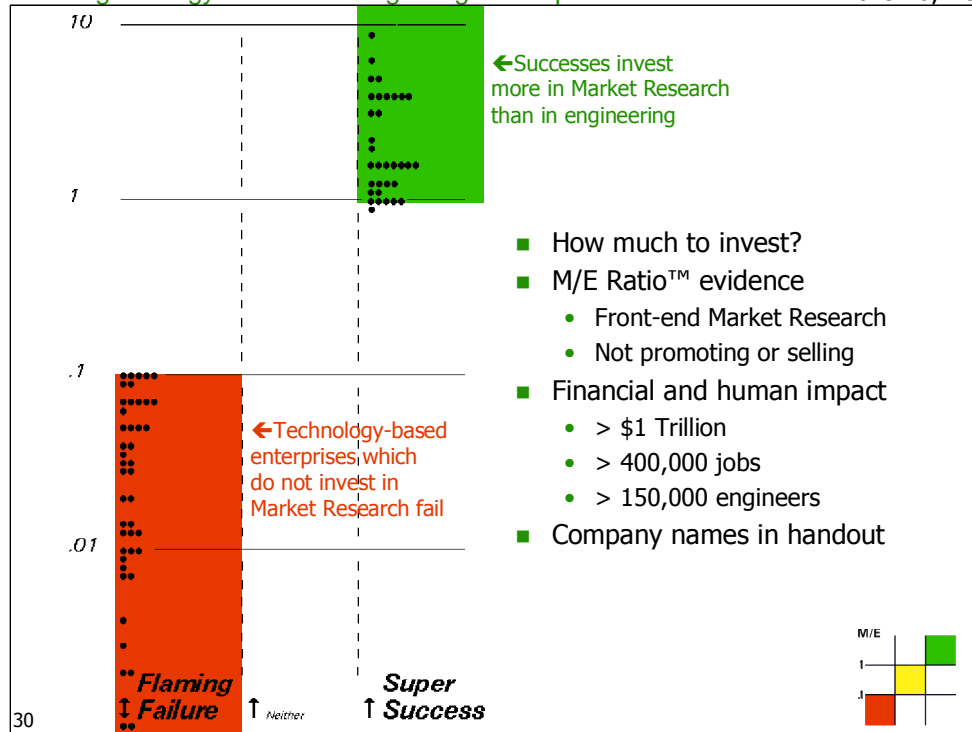 10
←Successes invest
more in Market Research
than in engineering
1
■ How much to invest?
■ M/E Ratio™ evidence
• Front-end Market Research
• Not promoting or selling
.1
■ Financial and human impact
←Technology-based
enterprises which
do not invest in
Market Research fail
• > $1 Trillion
• > 400,000 jobs
• > 150,000 engineers
■ Company names in handout
.01
M/E
1
.1
Flaming
↕ Failure
↑ Neither
Super
↑ Success
30